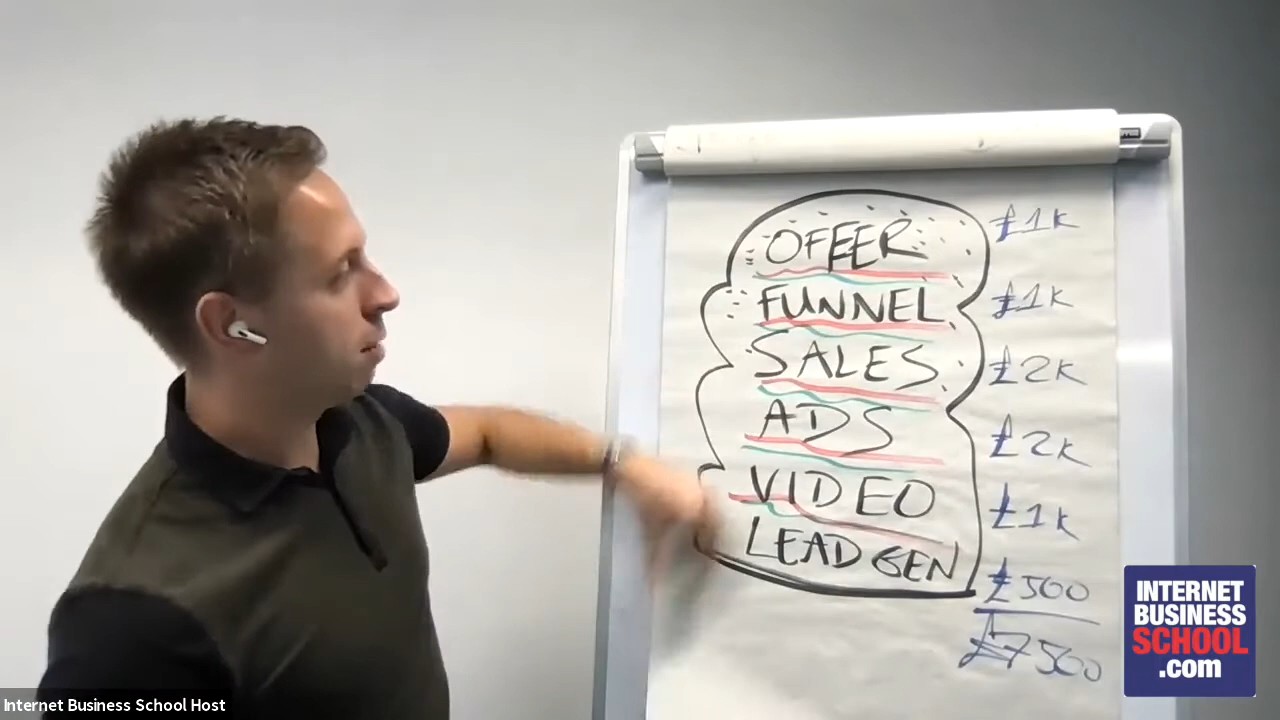 OFFER £1K
FUNNEL £1K
SALES £2K
ADS £2K
VIDEO £1K
LEAD GEN £500
£7500
INTERNET
BUSINESS
SCHOOL
.com
Internet Business School Host